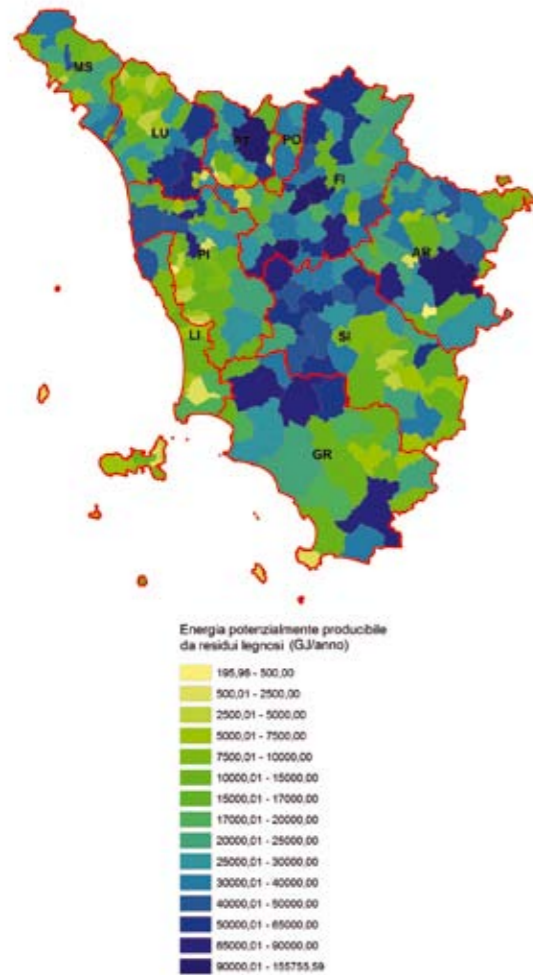 MS
LU
PT
PO
FI
PI
AR
LI
SI
GR
Energia potenzialmente producibile
da residui legnosi (GJ/anno)
195,96 - 500,00
500,01 - 2500,00
2500,01 - 5000,00
5000,01 - 7500,00
7500,01 - 10000,00
10000,01 - 15000,00
15000,01 - 17000,00
17000,01 - 20000,00
20000,01 - 25000,00
25000,01 - 30000,00
30000,01 - 40000,00
40000,01 - 50000,00
50000,01 - 65000,00
65000,01 - 90000,00
90000,01 - 155755,59